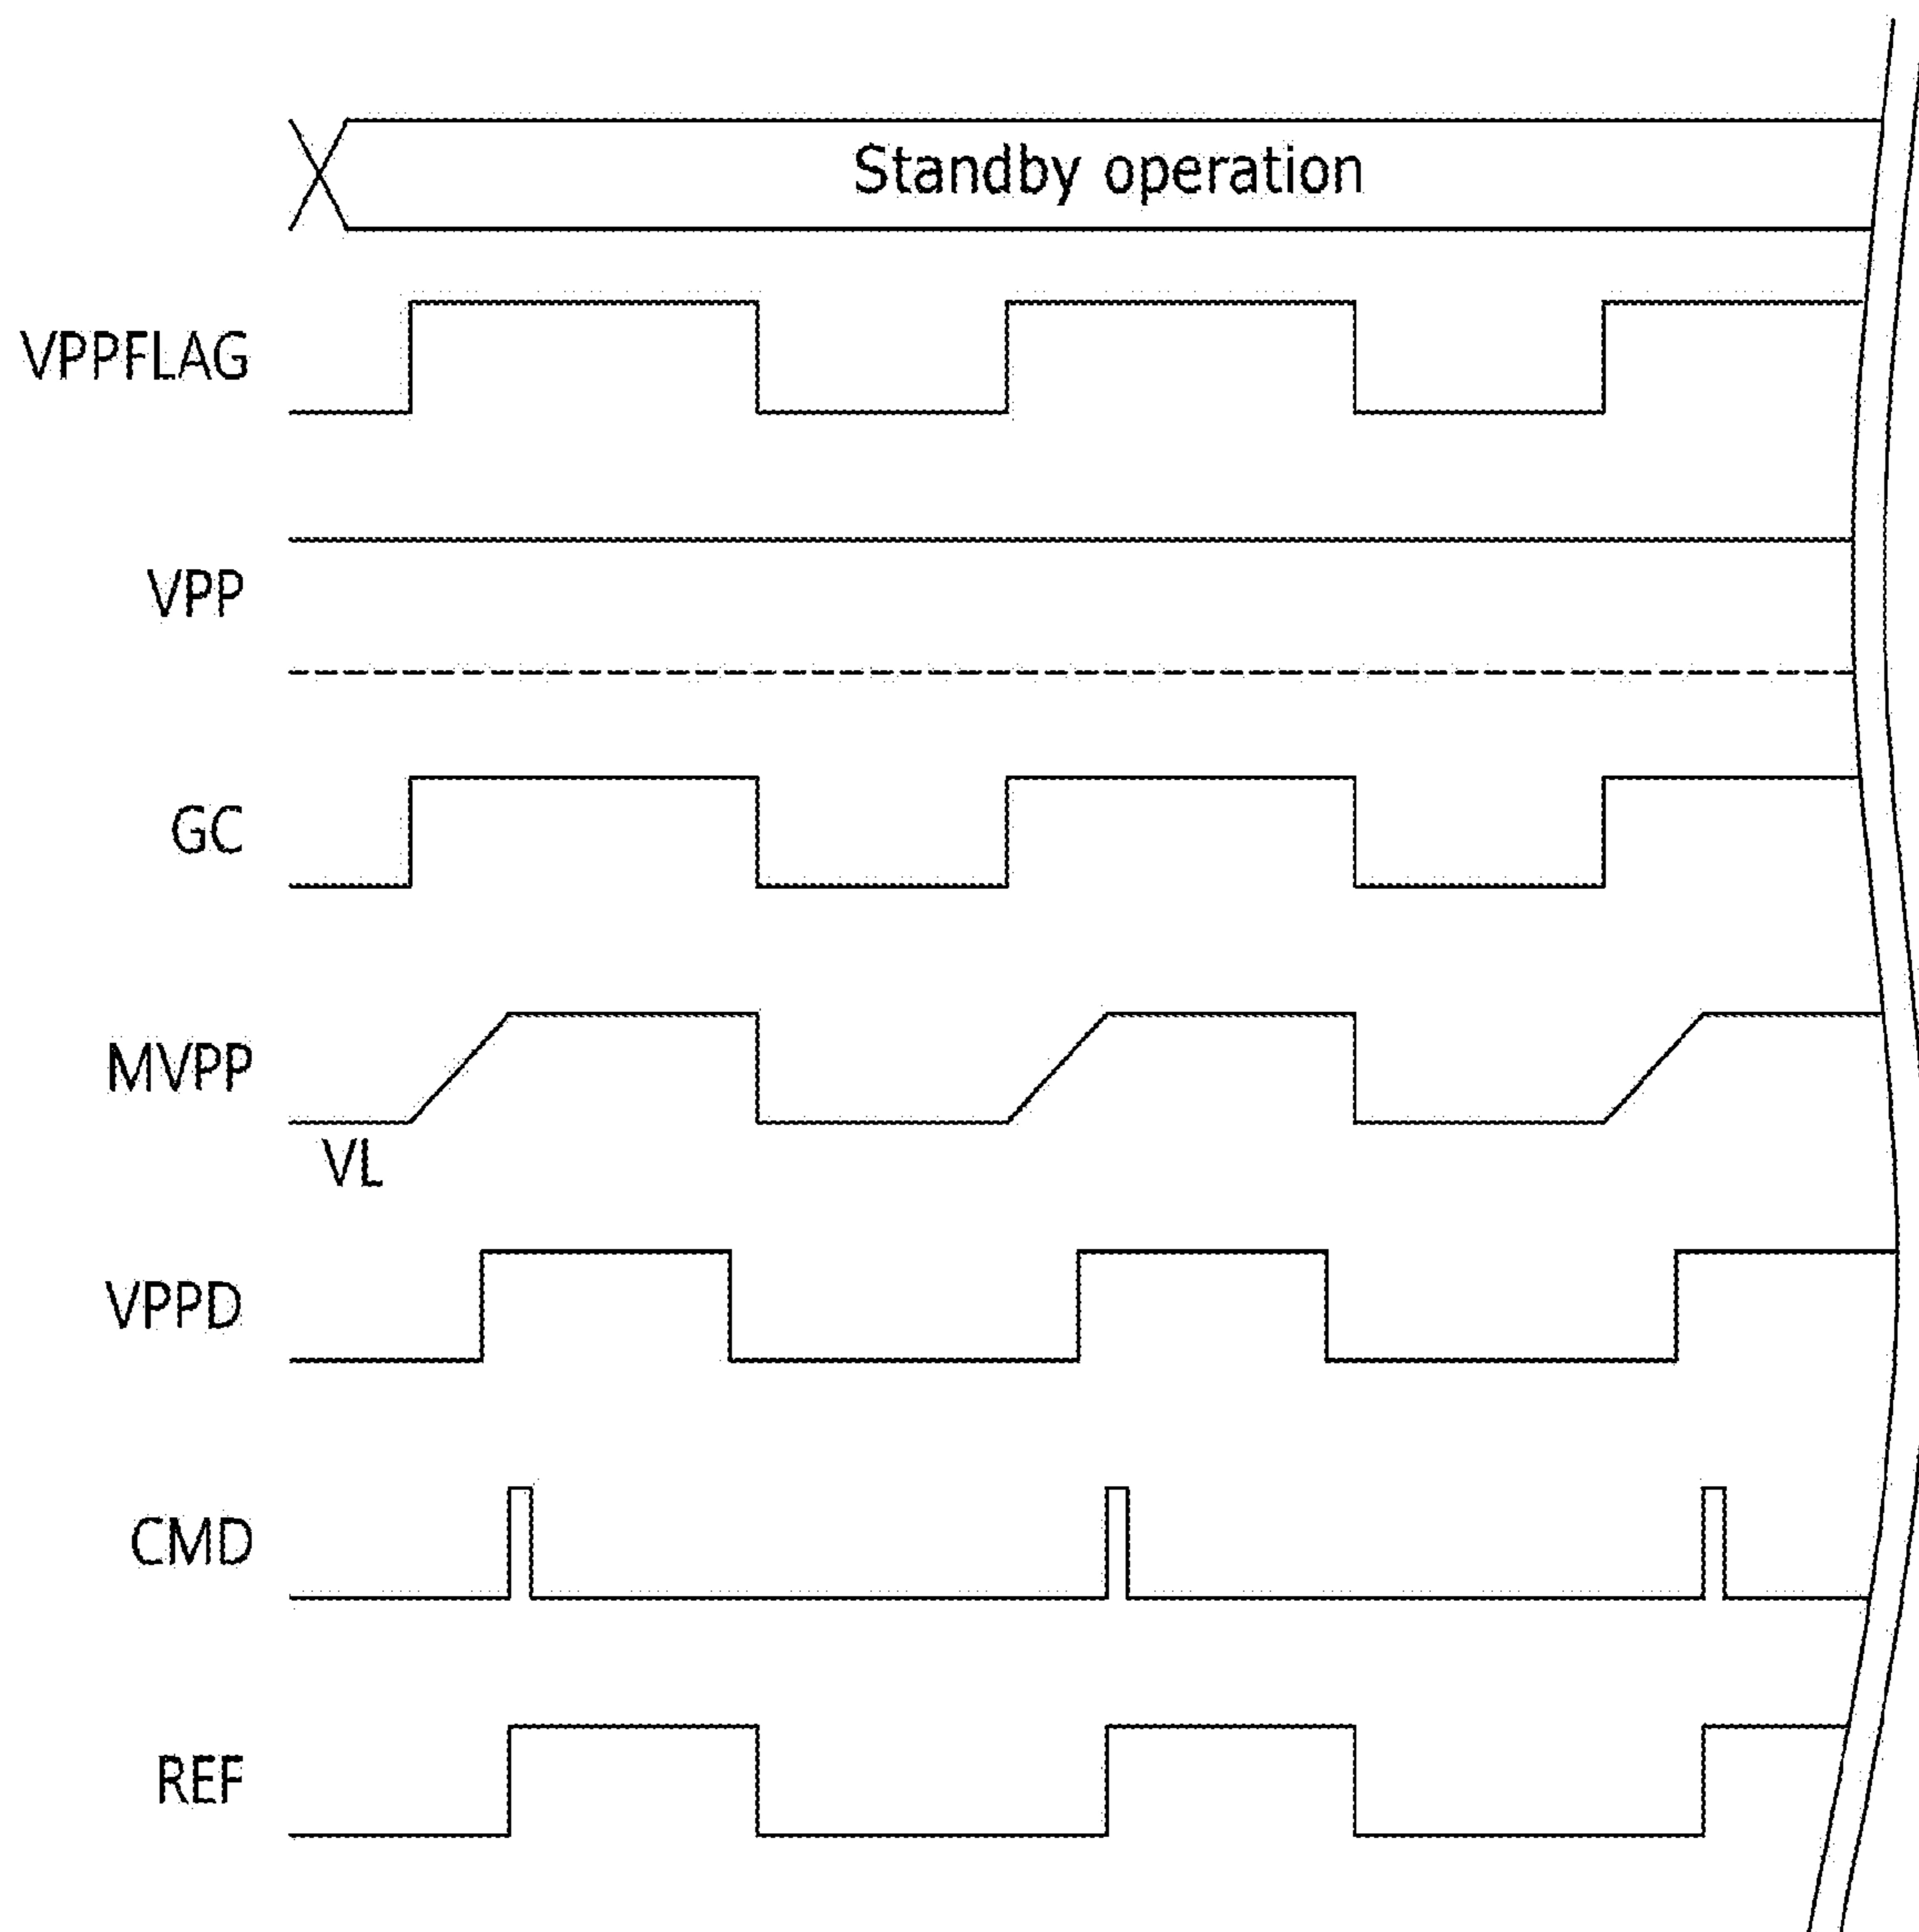 Standby operation
VPPFLAG
VPP
GC
MVPP
VL
VPPD
CMD
REF